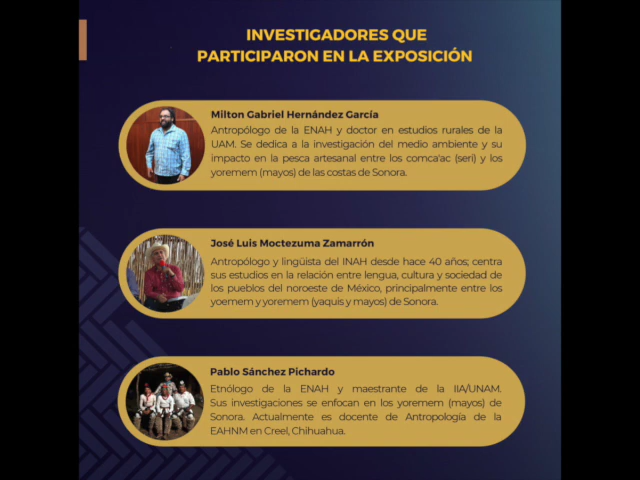 INVESTIGADORES QUE
PARTICIPARON EN LA EXPOSICIÓN
Milton Gabriel Hernández García
Antropólogo de la ENAH y doctor en estudios rurales de la
UAM. Se dedica a la investigación del medio ambiente y su
impacto en la pesca artesanal entre los comca'ac (seri) y los
yoremem (mayos) de las costas de Sonora.
José Luis Moctezuma Zamarrón
Antropólogo y lingüista del INAH desde hace 40 años; centra
sus estudios en la relación entre lengua, cultura y sociedad de
los pueblos del noroeste de México, principalmente entre los
yoemem y yoremem (yaquis y mayos) de Sonora.
Pablo Sánchez Pichardo
Etnólogo de la ENAH y maestrante de la IIA/UNAM.
Sus investigaciones se enfocan en los yoremem (mayos) de
Sonora. Actualmente es docente de Antropología de la
EAHNM en Creel, Chihuahua.